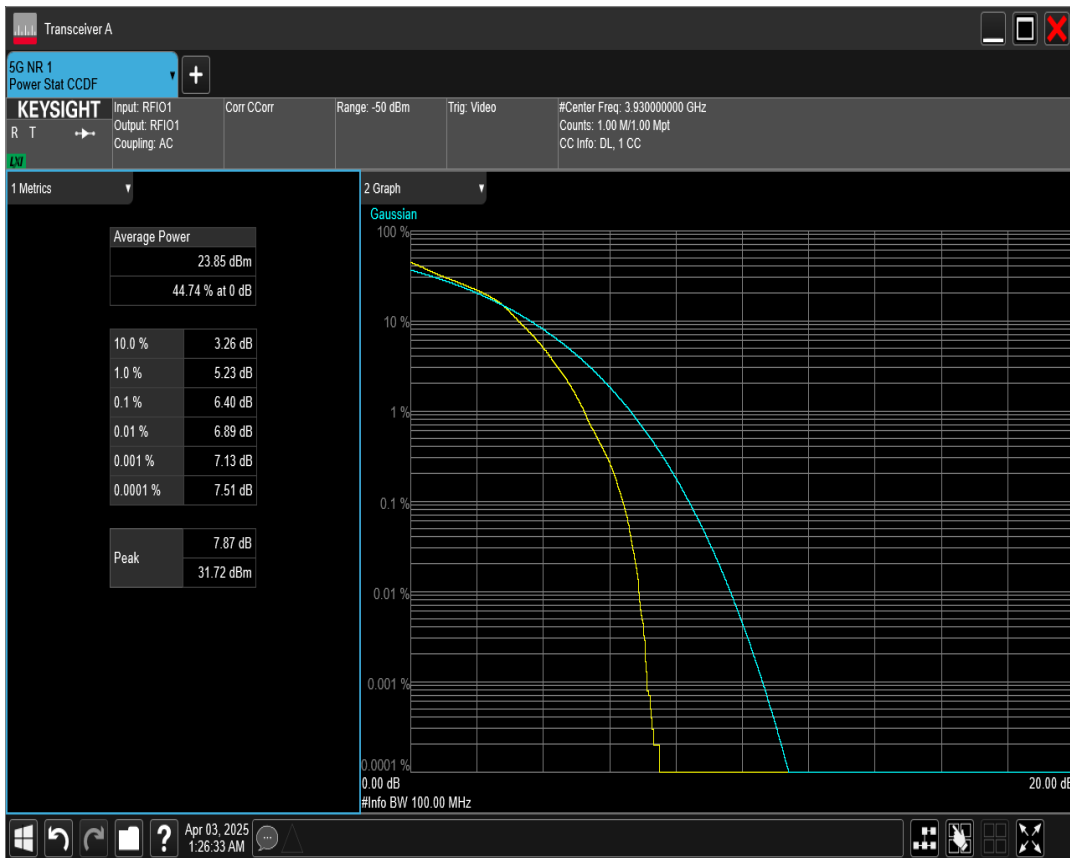 Transceiver A
5G NR 1
Power Stat CCDF
+
KEYSIGHT
R T
LXI
Input: RFIO1
Output: RFIO1
Coupling: AC
Corr CCorr
Range: -50 dBm
Trig: Video
#Center Freq: 3.930000000 GHz
Counts: 1.00 M/1.00 Mpt
CC Info: DL, 1 CC
1 Metrics
Average Power
23.85 dBm
44.74 % at 0 dB
10.0 % 3.26 dB
1.0 % 5.23 dB
0.1 % 6.40 dB
0.01 % 6.89 dB
0.001 % 7.13 dB
0.0001 % 7.51 dB
Peak
7.87 dB
31.72 dBm
2 Graph
Gaussian
100 %
10 %
1 %
0.1 %
0.01 %
0.001 %
0.0001 %
0.00 dB 20.00 dB
#Info BW 100.00 MHz
?
Apr 03, 2025
1:26:33 AM